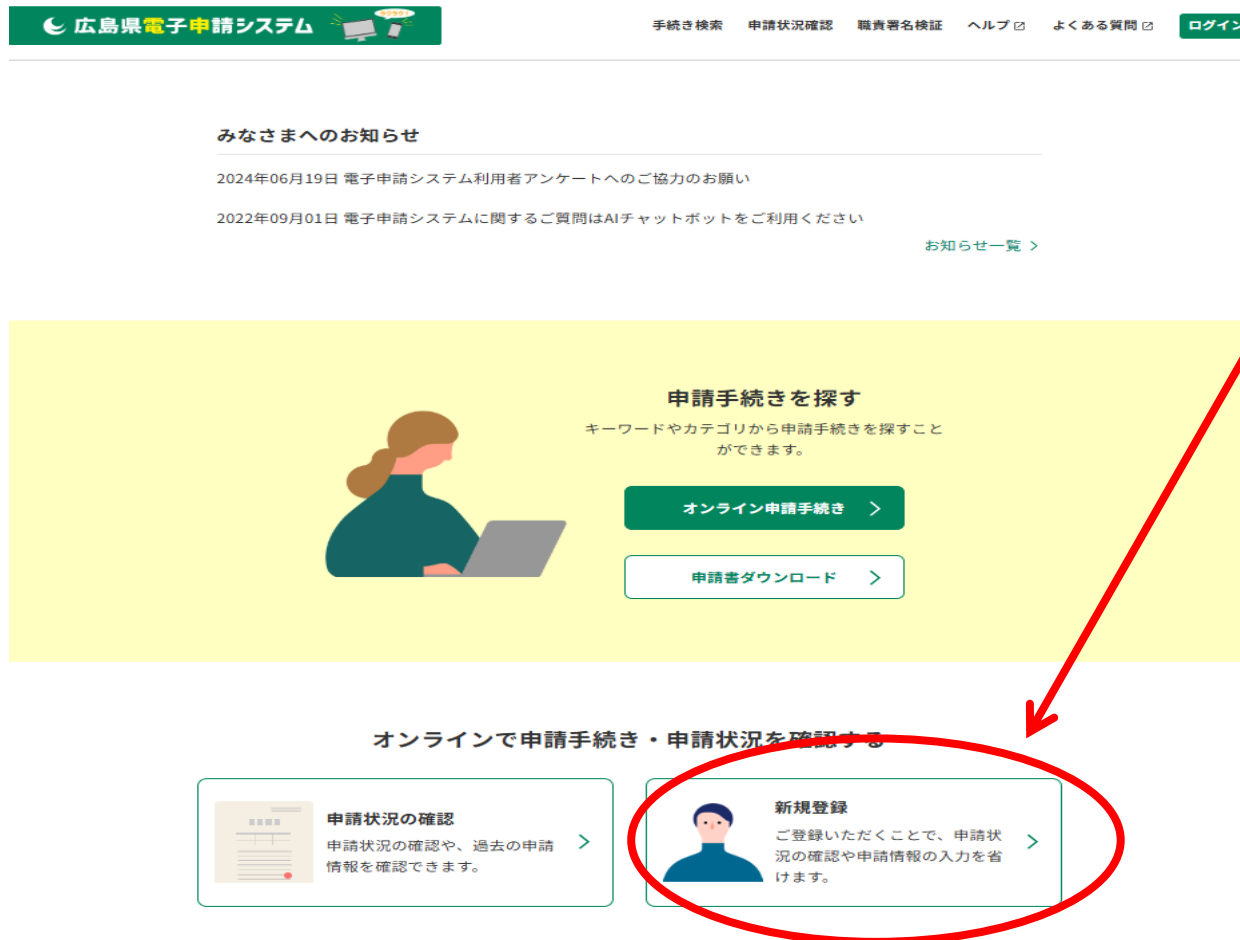 広島県電子申請システム
手続き検索 申請状況確認 職責署名検証 ヘルプ よくある質問 ログイン
みなさまへのお知らせ
2024年06月19日 電子申請システム利用者アンケートへのご協力のお願い
2022年09月01日 電子申請システムに関するご質問はAIチャットボットをご利用ください
お知らせ一覧
申請手続きを探す
キーワードやカテゴリから申請手続きを探すこと
ができます。
オンライン申請手続き
申請書ダウンロード
オンラインで申請手続き・申請状況を確認する
申請状況の確認
申請状況の確認や、過去の申請
情報を確認できます。
新規登録
ご登録いただくことで、申請状
況の確認や申請情報の入力を省
けます。